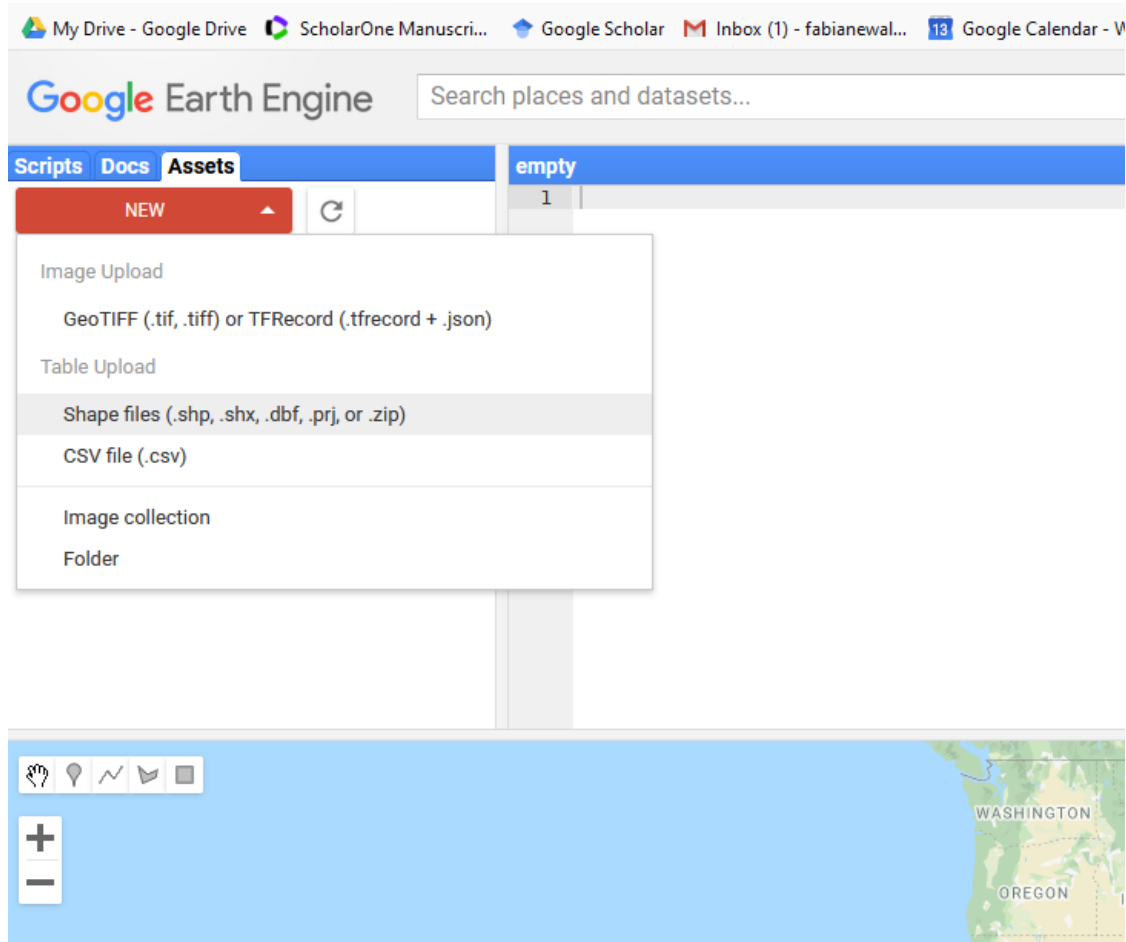 My Drive - Google Drive ScholarOne Manuscri... Google Scholar Inbox (1) - fabianewal... 13 Google Calendar - W
Google Earth Engine Search places and datasets...
Scripts Docs Assets empty
NEW 1
Image Upload
GeoTIFF (.tif, .tiff) or TFRecord (.tfrecord + .json)
Table Upload
Shape files (.shp, .shx, .dbf, .prj, or .zip)
CSV file (.csv)
Image collection
Folder
WASHINGTON
OREGON